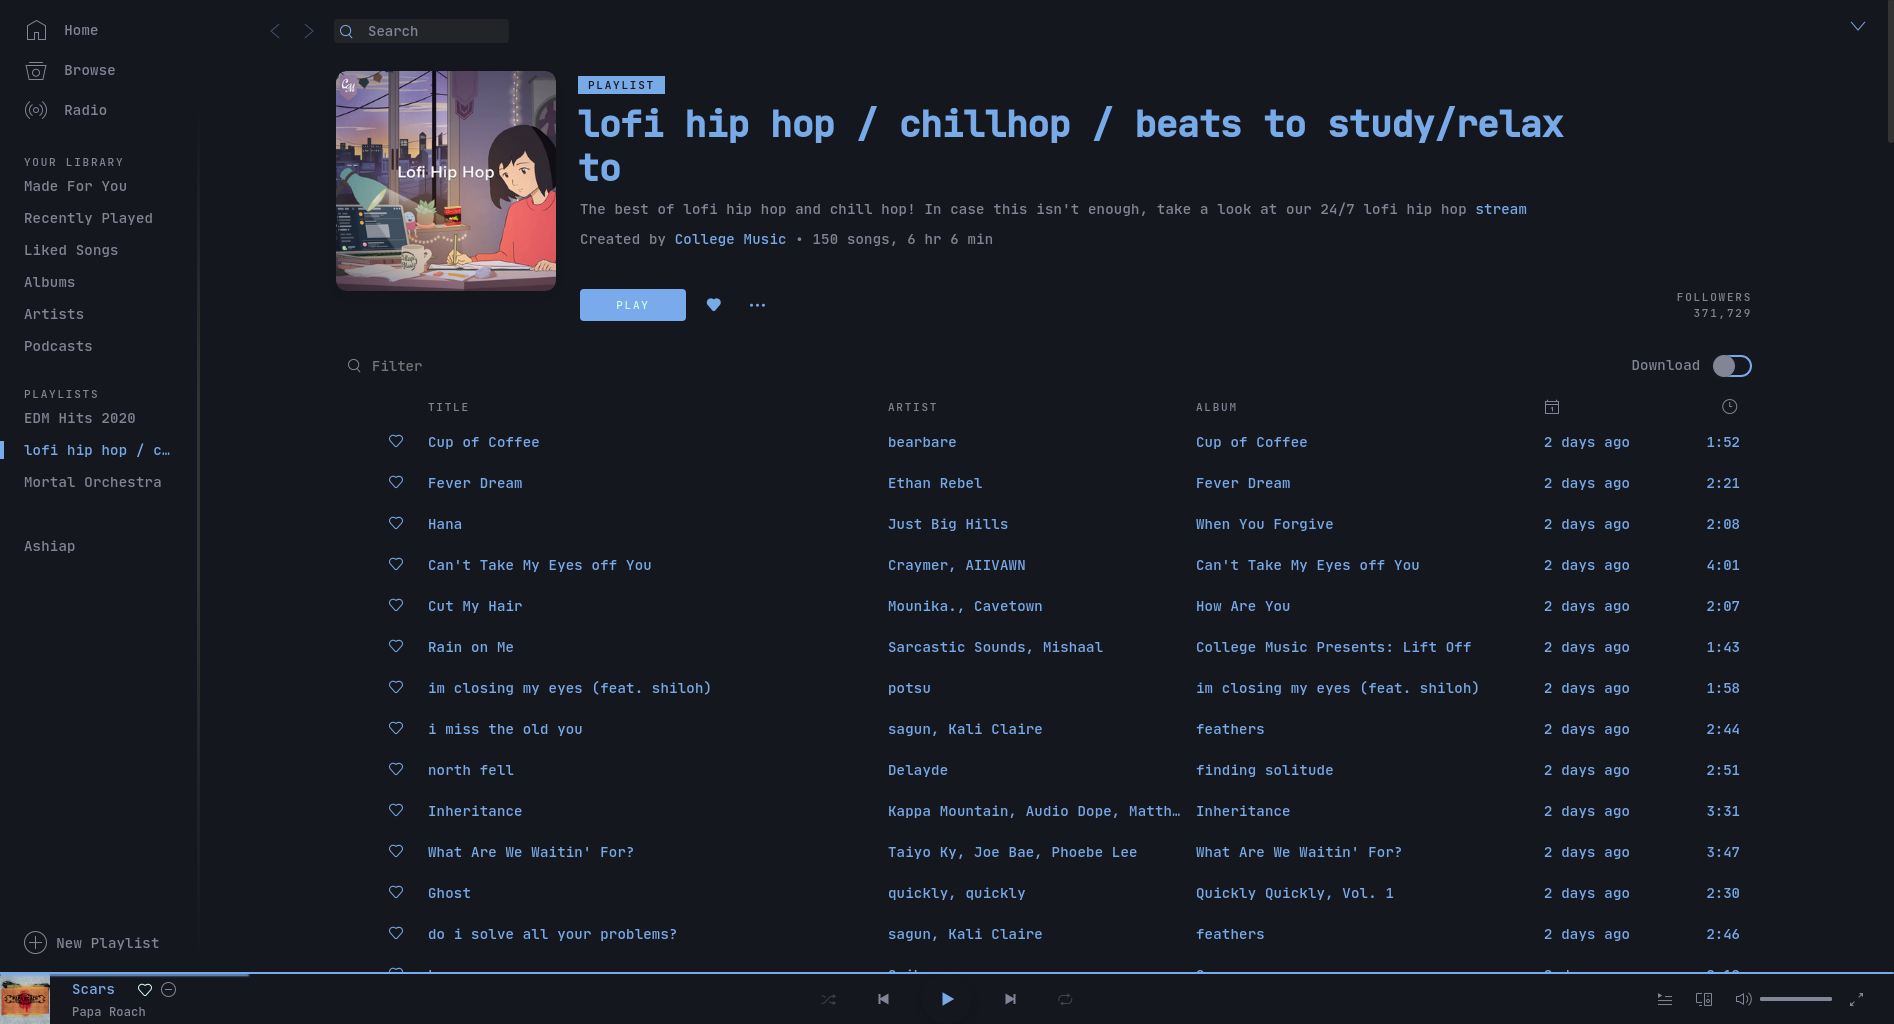 Home
Browse
Radio
YOUR LIBRARY
Made For You
Recently Played
Liked Songs
Albums
Artists
Podcasts
PLAYLISTS
EDM Hits 2020
lofi hip hop / c…
Mortal Orchestra
Ashiap
New Playlist
Search
Lofi Hip Hop
PLAYLIST
lofi hip hop / chillhop / beats to study/relax
to
The best of lofi hip hop and chill hop! In case this isn't enough, take a look at our 24/7 lofi hip hop stream
Created by College Music • 150 songs, 6 hr 6 min
PLAY
FOLLOWERS
371,729
Filter
Download
TITLE ARTIST ALBUM
Cup of Coffee bearbare Cup of Coffee 2 days ago 1:52
Fever Dream Ethan Rebel Fever Dream 2 days ago 2:21
Hana Just Big Hills When You Forgive 2 days ago 2:08
Can't Take My Eyes off You Craymer, AIIVAWN Can't Take My Eyes off You 2 days ago 4:01
Cut My Hair Mounika., Cavetown How Are You 2 days ago 2:07
Rain on Me Sarcastic Sounds, Mishaal College Music Presents: Lift Off 2 days ago 1:43
im closing my eyes (feat. shiloh) potsu im closing my eyes (feat. shiloh) 2 days ago 1:58
i miss the old you sagun, Kali Claire feathers 2 days ago 2:44
north fell Delayde finding solitude 2 days ago 2:51
Inheritance Kappa Mountain, Audio Dope, Matth… Inheritance 2 days ago 3:31
What Are We Waitin' For? Taiyo Ky, Joe Bae, Phoebe Lee What Are We Waitin' For? 2 days ago 3:47
Ghost quickly, quickly Quickly Quickly, Vol. 1 2 days ago 2:30
do i solve all your problems? sagun, Kali Claire feathers 2 days ago 2:46
Scars
Papa Roach